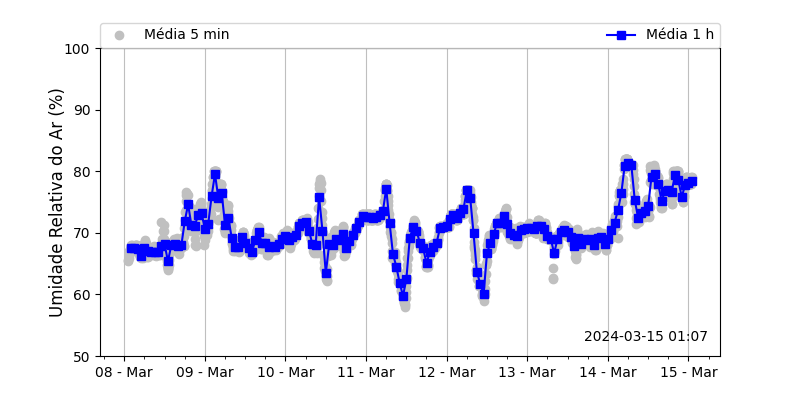 Média 5 min
Média 1 h
100
90
80
70
60
50
Umidade Relativa do Ar (%)
2024-03-15 01:07
08 - Mar
09 - Mar
10 - Mar
11 - Mar
12 - Mar
13 - Mar
14 - Mar
15 - Mar